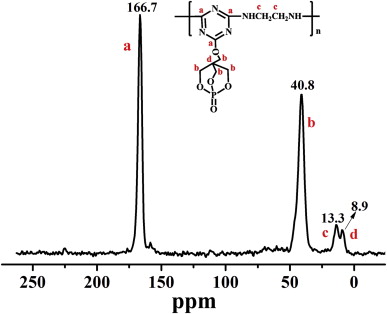 166.7
a
a
N
a
NHCH₂CH₂NH
c c
n
N
N
a
O
b
d
b
O
b
b
O
P
O
O
40.8
b
13.3
8.9
c
d
250
200
150
100
50
0
ppm